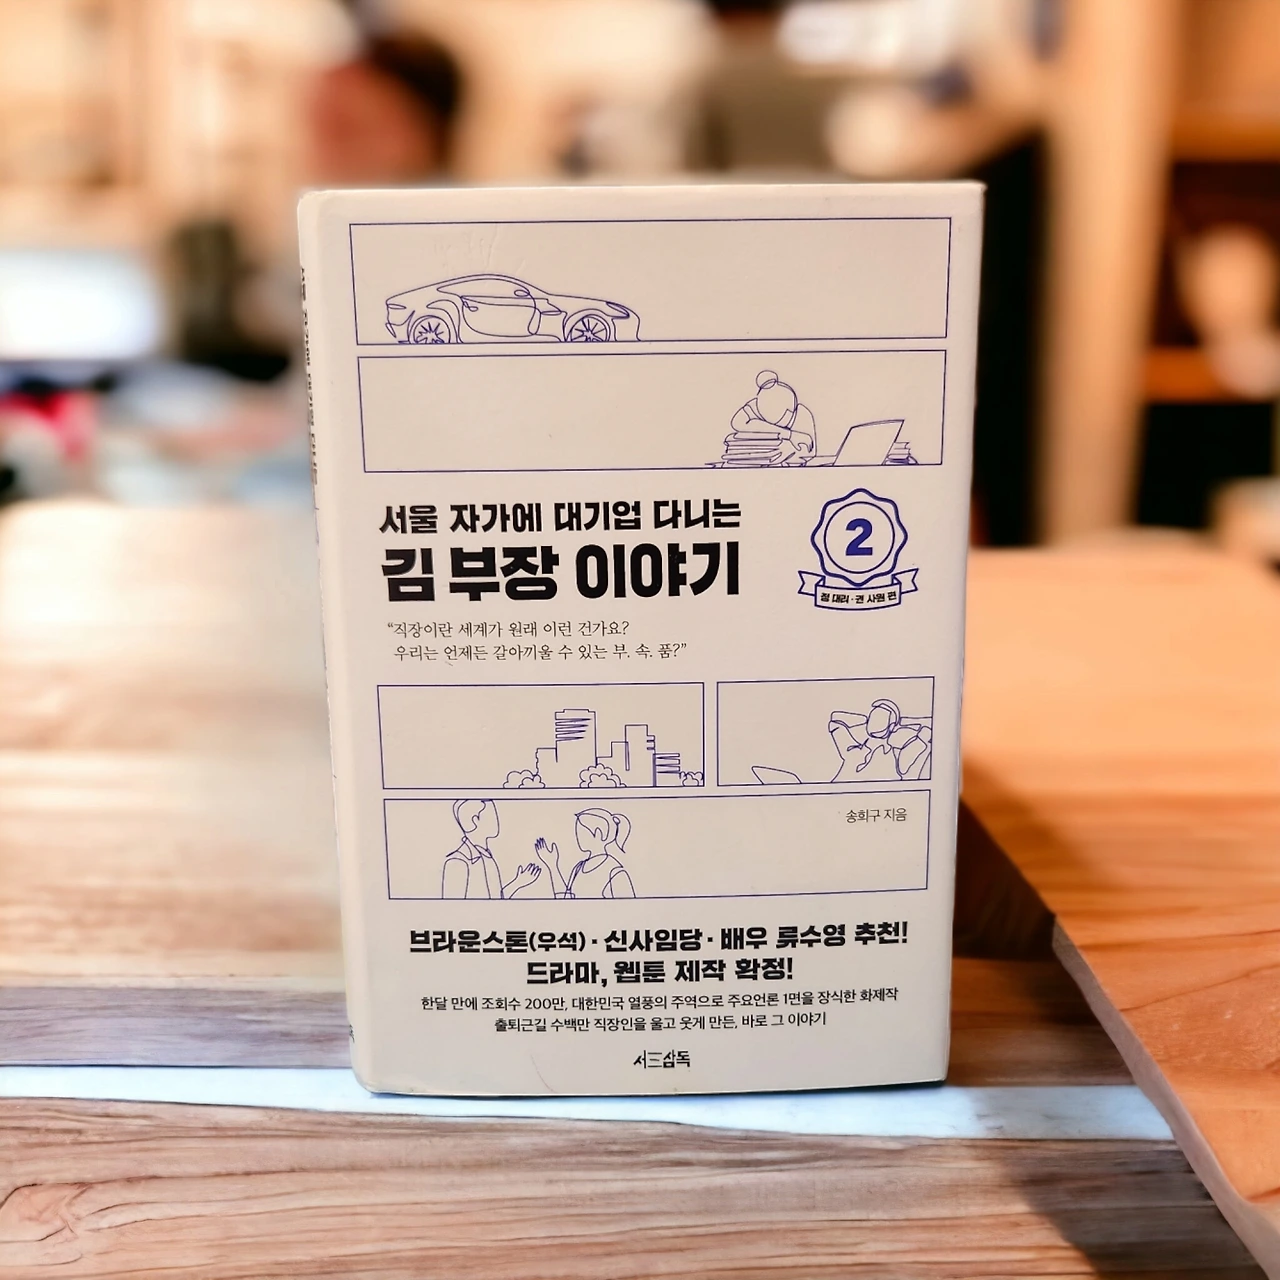 서울 자가에 대기업 다니는
김 부장 이야기
2
정 대리·권 사원 편
“직장이란 세계가 원래 이런 건가요?
우리는 언제든 갈아끼울 수 있는 부. 속. 품?”
송희구 지음
브라운스톤(우석)·신사임당·배우 류수영 추천!
드라마, 웹툰 제작 확정!
한달 만에 조회수 200만, 대한민국 열풍의 주역으로 주요언론 1면을 장식한 화제작
출퇴근길 수백만 직장인을 울고 웃게 만든, 바로 그 이야기
서삼독